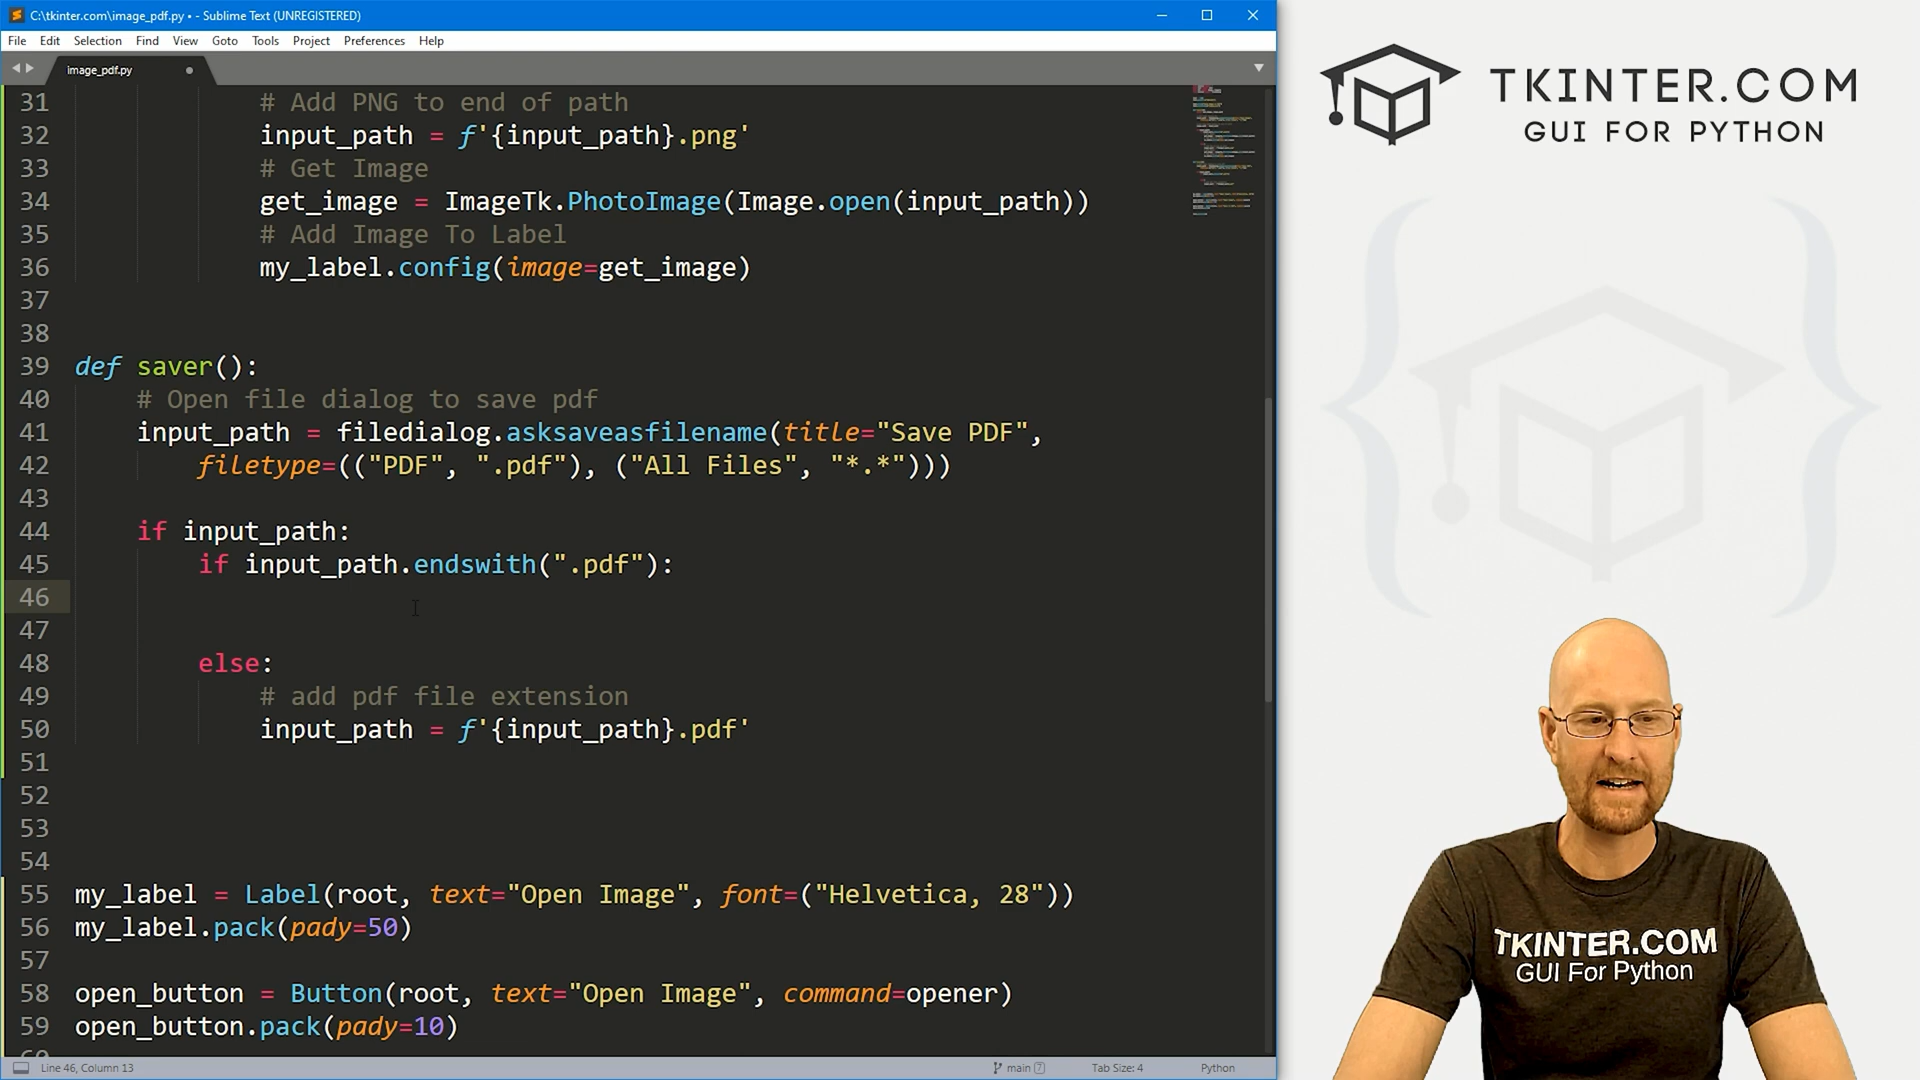 C:\tkinter.com\image_pdf.py • - Sublime Text (UNREGISTERED)
File Edit Selection Find View Goto Tools Project Preferences Help
image_pdf.py
31 # Add PNG to end of path
32 input_path = f'{input_path}.png'
33 # Get Image
34 get_image = ImageTk.PhotoImage(Image.open(input_path))
35 # Add Image To Label
36 my_label.config(image=get_image)
37
38
39 def saver():
40 # Open file dialog to save pdf
41 input_path = filedialog.asksaveasfilename(title="Save PDF",
42 filetype=(("PDF", ".pdf"), ("All Files", "*.*")))
43
44 if input_path:
45 if input_path.endswith(".pdf"):
46
47
48 else:
49 # add pdf file extension
50 input_path = f'{input_path}.pdf'
51
52
53
54
55 my_label = Label(root, text="Open Image", font=("Helvetica, 28"))
56 my_label.pack(pady=50)
57
58 open_button = Button(root, text="Open Image", command=opener)
59 open_button.pack(pady=10)
60
Line 46, Column 13 main 7 Tab Size: 4 Python
TKINTER.COM
GUI FOR PYTHON
TKINTER.COM
GUI For Python